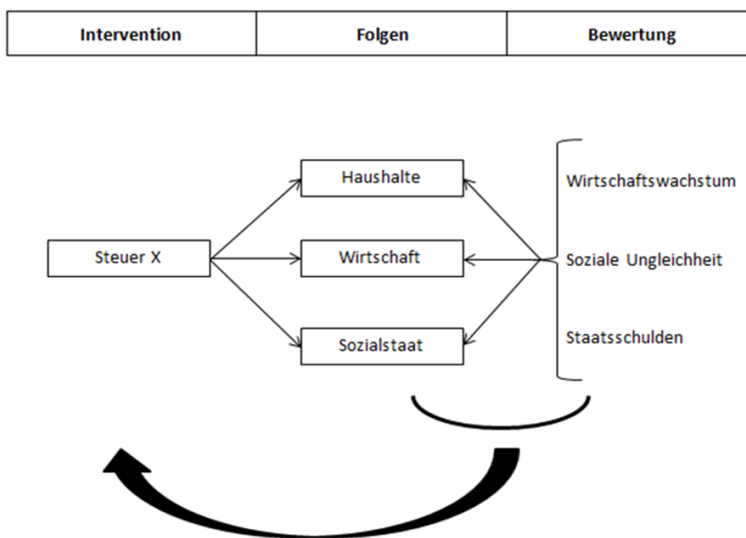 Intervention
Folgen
Bewertung
Haushalte
Wirtschaftswachstum
Steuer X
Wirtschaft
Soziale Ungleichheit
Sozialstaat
Staatsschulden